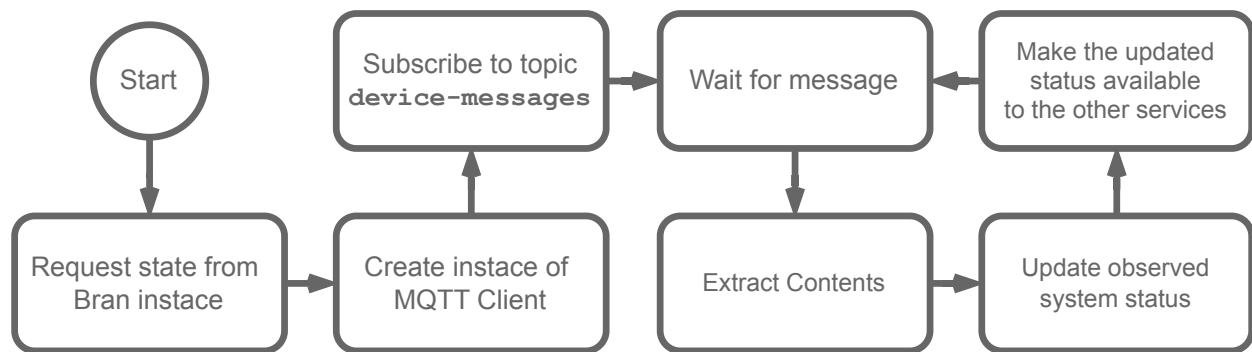 Start
Request state from
Bran instace
Create instace of
MQTT Client
Subscribe to topic
device-messages
Wait for message
Extract Contents
Update observed
system status
Make the updated
status available
to the other services